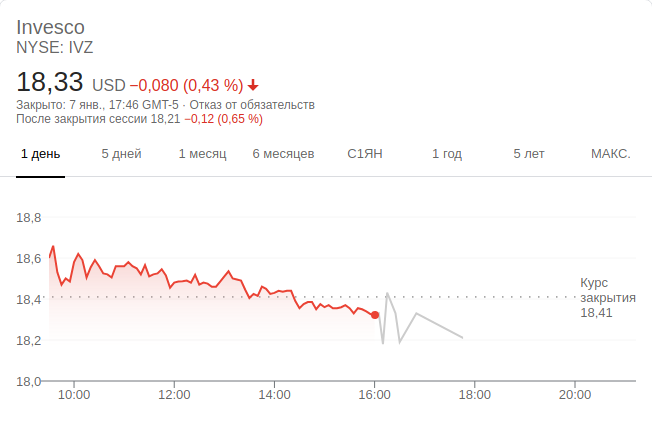 Invesco
NYSE: IVZ
18,33 USD −0,080 (0,43 %)
Закрыто: 7 янв., 17:46 GMT-5 · Отказ от обязательств
После закрытия сессии 18,21 −0,12 (0,65 %)
1 день 5 дней 1 месяц 6 месяцев С1ЯН 1 год 5 лет МАКС.
18,8
18,6
18,4
18,2
18,0
Курс
закрытия
18,41
10:00 12:00 14:00 16:00 18:00 20:00